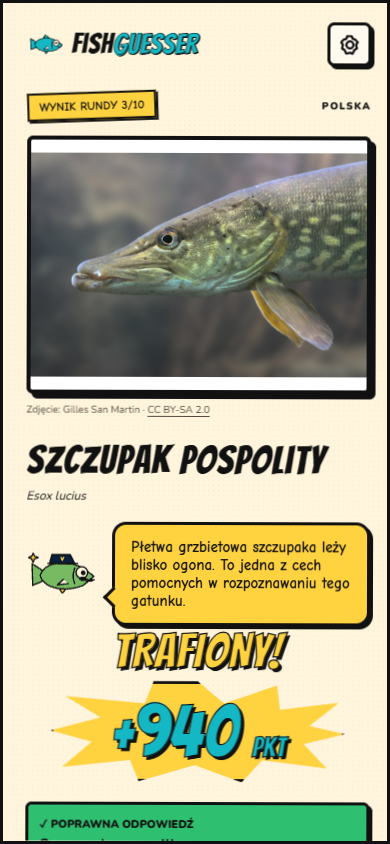 FISHGUESSER
WYNIK RUNDY 3/10
POLSKA
Zdjęcie: Gilles San Martin · CC BY-SA 2.0
SZCZUPAK POSPOLITY
Esox lucius
Płetwa grzbietowa szczupaka leży
blisko ogona. To jedna z cech
pomocnych w rozpoznawaniu tego
gatunku.
TRAFIONY!
+940 PKT
✓ POPRAWNA ODPOWIEDŹ